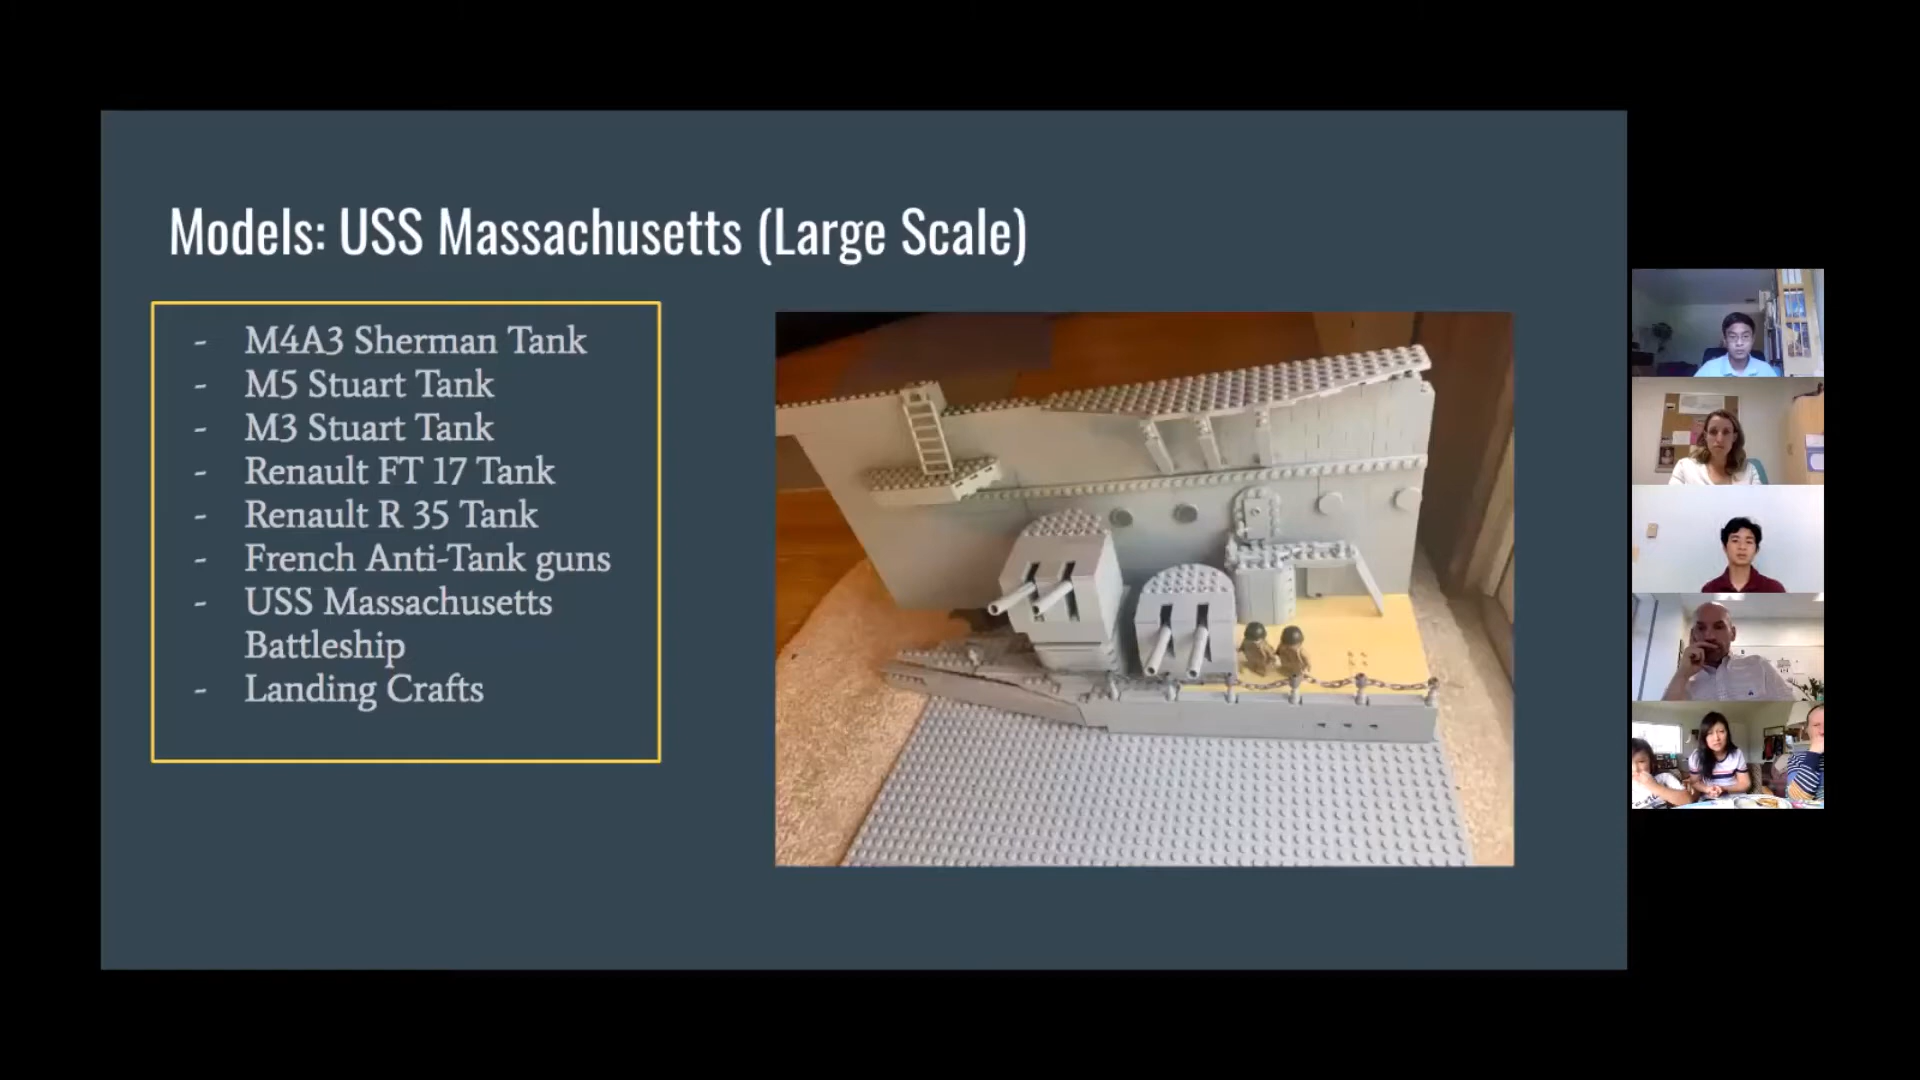 Models: USS Massachusetts (Large Scale)
- M4A3 Sherman Tank
- M5 Stuart Tank
- M3 Stuart Tank
- Renault FT 17 Tank
- Renault R 35 Tank
- French Anti-Tank guns
- USS Massachusetts
Battleship
- Landing Crafts